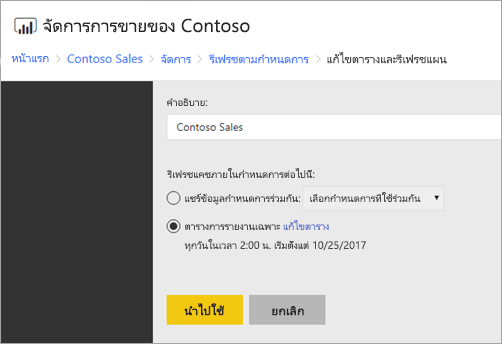 จัดการการขายของ Contoso
หน้าแรก > Contoso Sales > จัดการ > รีเฟรชตามกำหนดการ > แก้ไขตารางและรีเฟรชแผน
คำอธิบาย:
Contoso Sales
รีเฟรชแคชภายในกำหนดการต่อไปนี้:
แชร์ข้อมูลกำหนดการร่วมกัน: เลือกกำหนดการที่ใช้ร่วมกัน
ตารางการรายงานเฉพาะ แก้ไขตาราง
ทุกวันในเวลา 2:00 น. เริ่มตั้งแต่ 10/25/2017
นำไปใช้ ยกเลิก